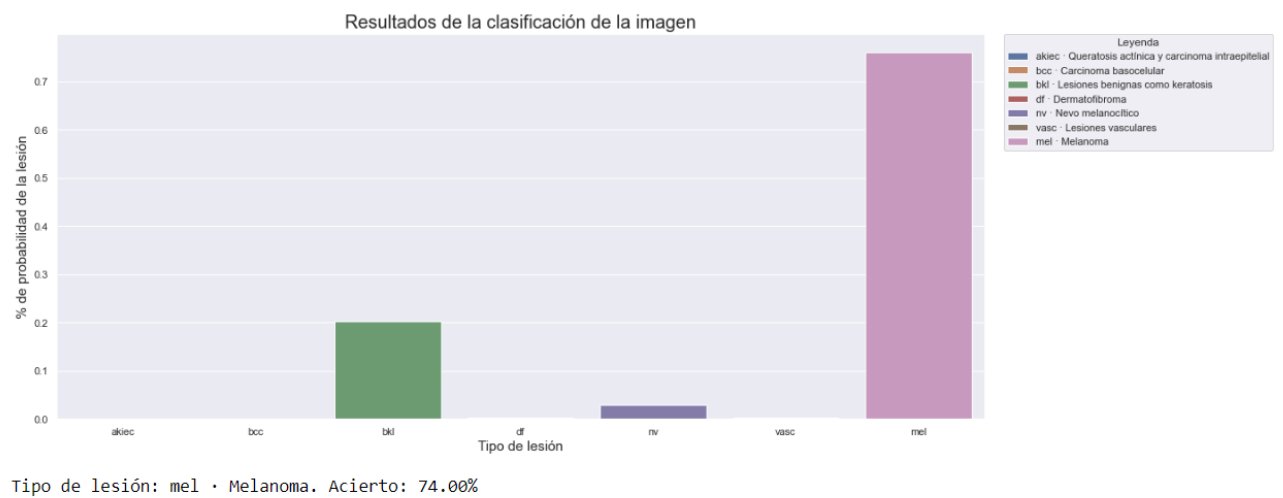 Resultados de la clasificación de la imagen
% de probabilidad de la lesión
0.7
0.6
0.5
0.4
0.3
0.2
0.1
0.0
akiec
bcc
bkl
df
nv
vasc
mel
Tipo de lesión
Leyenda
akiec · Queratosis actínica y carcinoma intraepitelial
bcc · Carcinoma basocelular
bkl · Lesiones benignas como keratosis
df · Dermatofibroma
nv · Nevo melanocítico
vasc · Lesiones vasculares
mel · Melanoma
Tipo de lesión: mel · Melanoma. Acierto: 74.00%